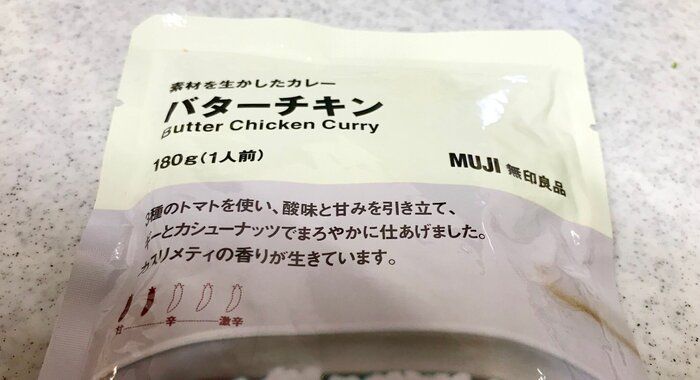 素材を生かしたカレー
バターチキン
Butter Chicken Curry
180g(1人前)
MUJI 無印良品
種のトマトを使い、酸味と甘みを引き立て、
ーとカシューナッツでまろやかに仕あげました。
カスリメティの香りが生きています。
甘 辛 激辛